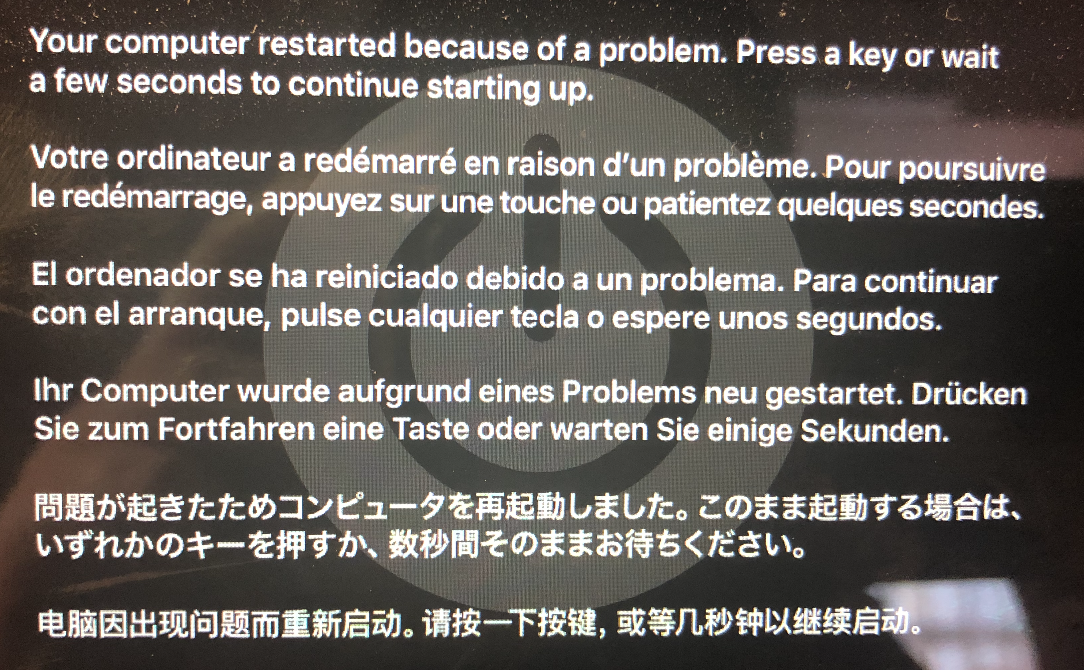 Your computer restarted because of a problem. Press a key or wait
a few seconds to continue starting up.
Votre ordinateur a redémarré en raison d’un problème. Pour poursuivre
le redémarrage, appuyez sur une touche ou patientez quelques secondes.
El ordenador se ha reiniciado debido a un problema. Para continuar
con el arranque, pulse cualquier tecla o espere unos segundos.
Ihr Computer wurde aufgrund eines Problems neu gestartet. Drücken
Sie zum Fortfahren eine Taste oder warten Sie einige Sekunden.
問題が起きたためコンピュータを再起動しました。このまま起動する場合は、
いずれかのキーを押すか、数秒間そのままお待ちください。
电脑因出现问题而重新启动。请按一下按键，或等几秒钟以继续启动。